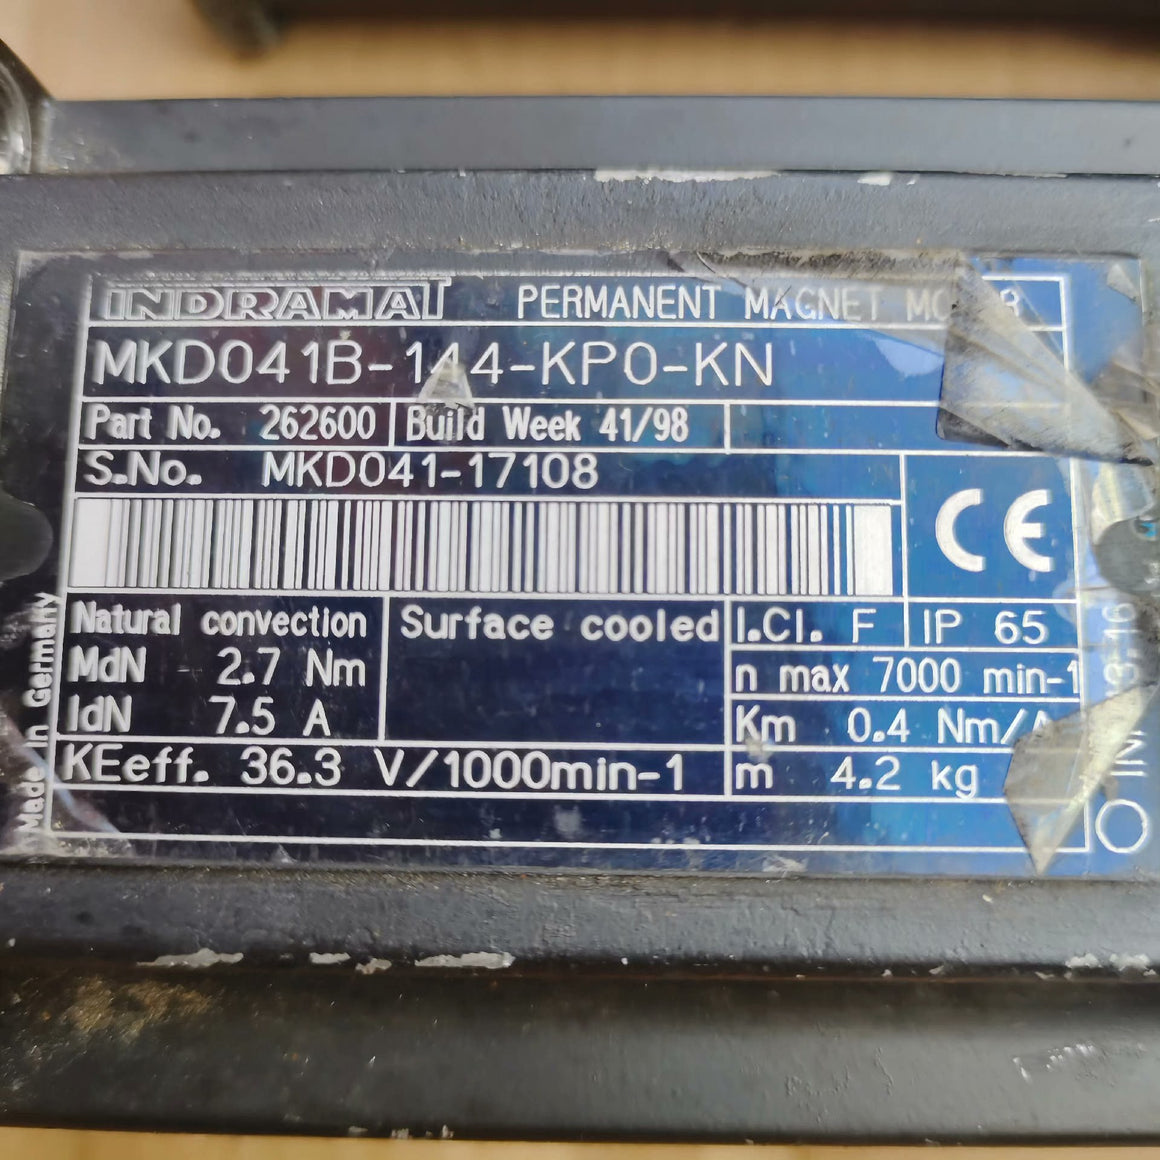 INDRAMAT PERMANENT MAGNET
MKD041B-144-KP0-KN
Part No. 262600 Build Week 41/98
S.No. MKD041-17108
CE
Natural convection Surface cooled I.Cl. F IP 65
MdN 2.7 Nm n max 7000 min-1
IdN 7.5 A Km 0.4 Nm/A
KEeff. 36.3 V/1000min-1 m 4.2 kg
Made in Germany